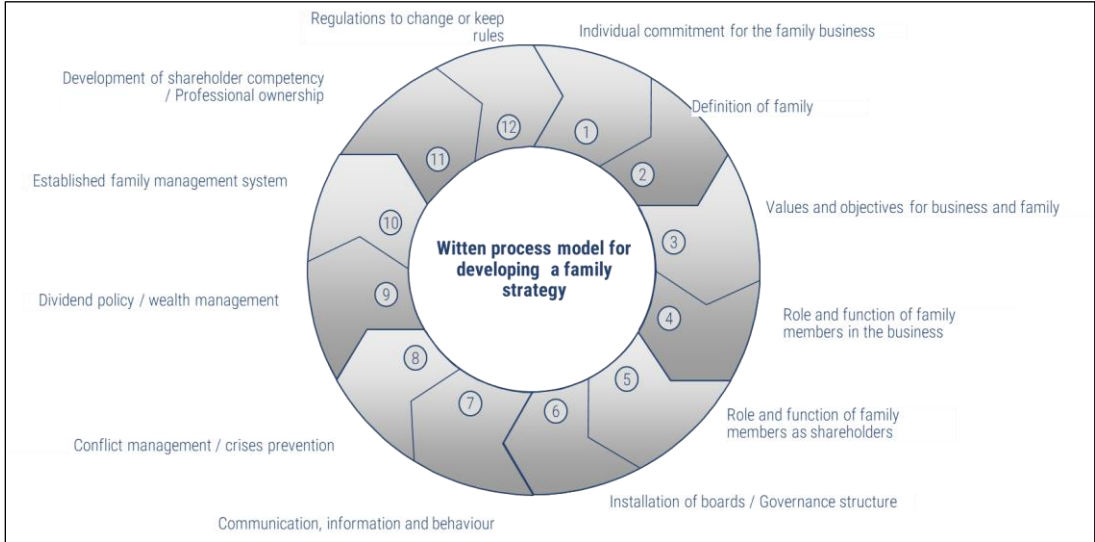 Regulations to change or keep
rules
Individual commitment for the family business
Development of shareholder competency
/ Professional ownership
Definition of family
12
1
11
2
Established family management system
Values and objectives for business and family
10
3
Witten process model for
developing a family
strategy
9
4
Dividend policy / wealth management
Role and function of family
members in the business
8
5
7
6
Role and function of family
members as shareholders
Conflict management / crises prevention
Installation of boards / Governance structure
Communication, information and behaviour